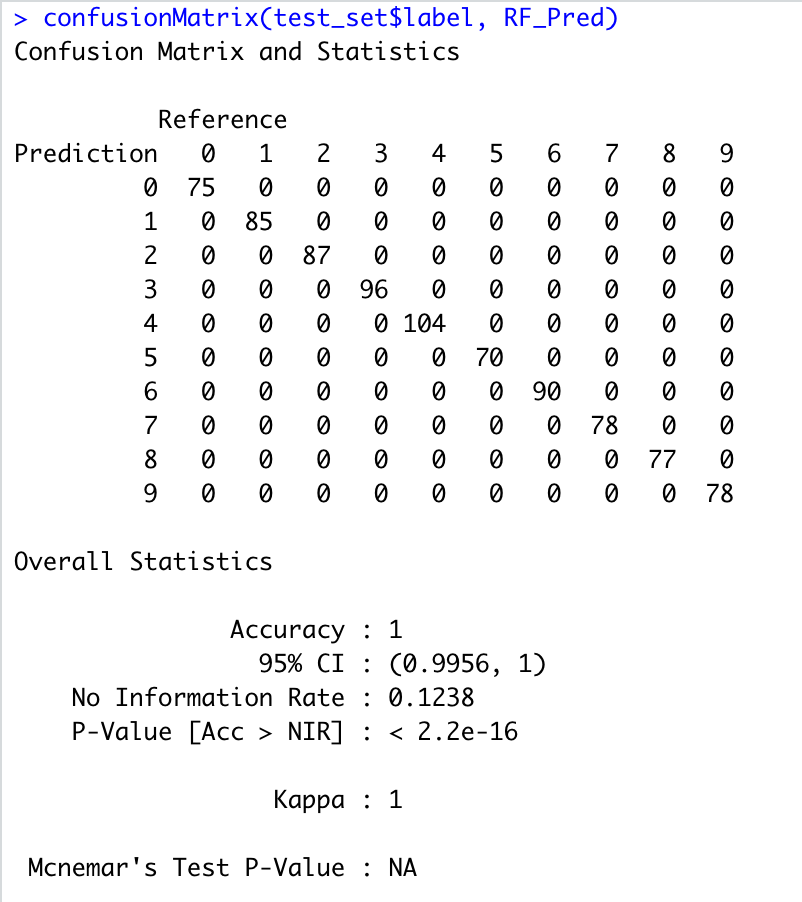 > confusionMatrix(test_set$label, RF_Pred)
Confusion Matrix and Statistics
Reference
Prediction 0 1 2 3 4 5 6 7 8 9
0 75 0 0 0 0 0 0 0 0 0
1 0 85 0 0 0 0 0 0 0 0
2 0 0 87 0 0 0 0 0 0 0
3 0 0 0 96 0 0 0 0 0 0
4 0 0 0 0 104 0 0 0 0 0
5 0 0 0 0 0 70 0 0 0 0
6 0 0 0 0 0 0 90 0 0 0
7 0 0 0 0 0 0 0 78 0 0
8 0 0 0 0 0 0 0 0 77 0
9 0 0 0 0 0 0 0 0 0 78
Overall Statistics
Accuracy : 1
95% CI : (0.9956, 1)
No Information Rate : 0.1238
P-Value [Acc > NIR] : < 2.2e-16
Kappa : 1
Mcnemar's Test P-Value : NA